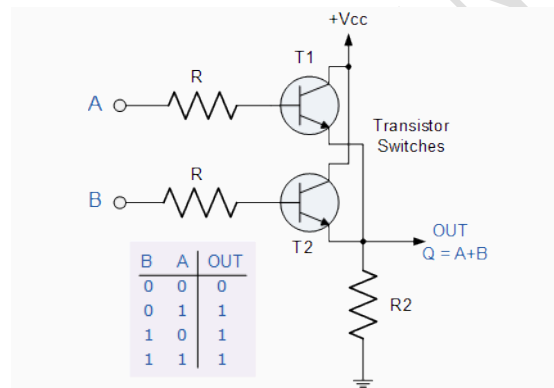 +Vcc
T1
R
A
Transistor
Switches
R
B
T2
OUT
Q = A+B
B A OUT
0 0 0
0 1 1
1 0 1
1 1 1
R2